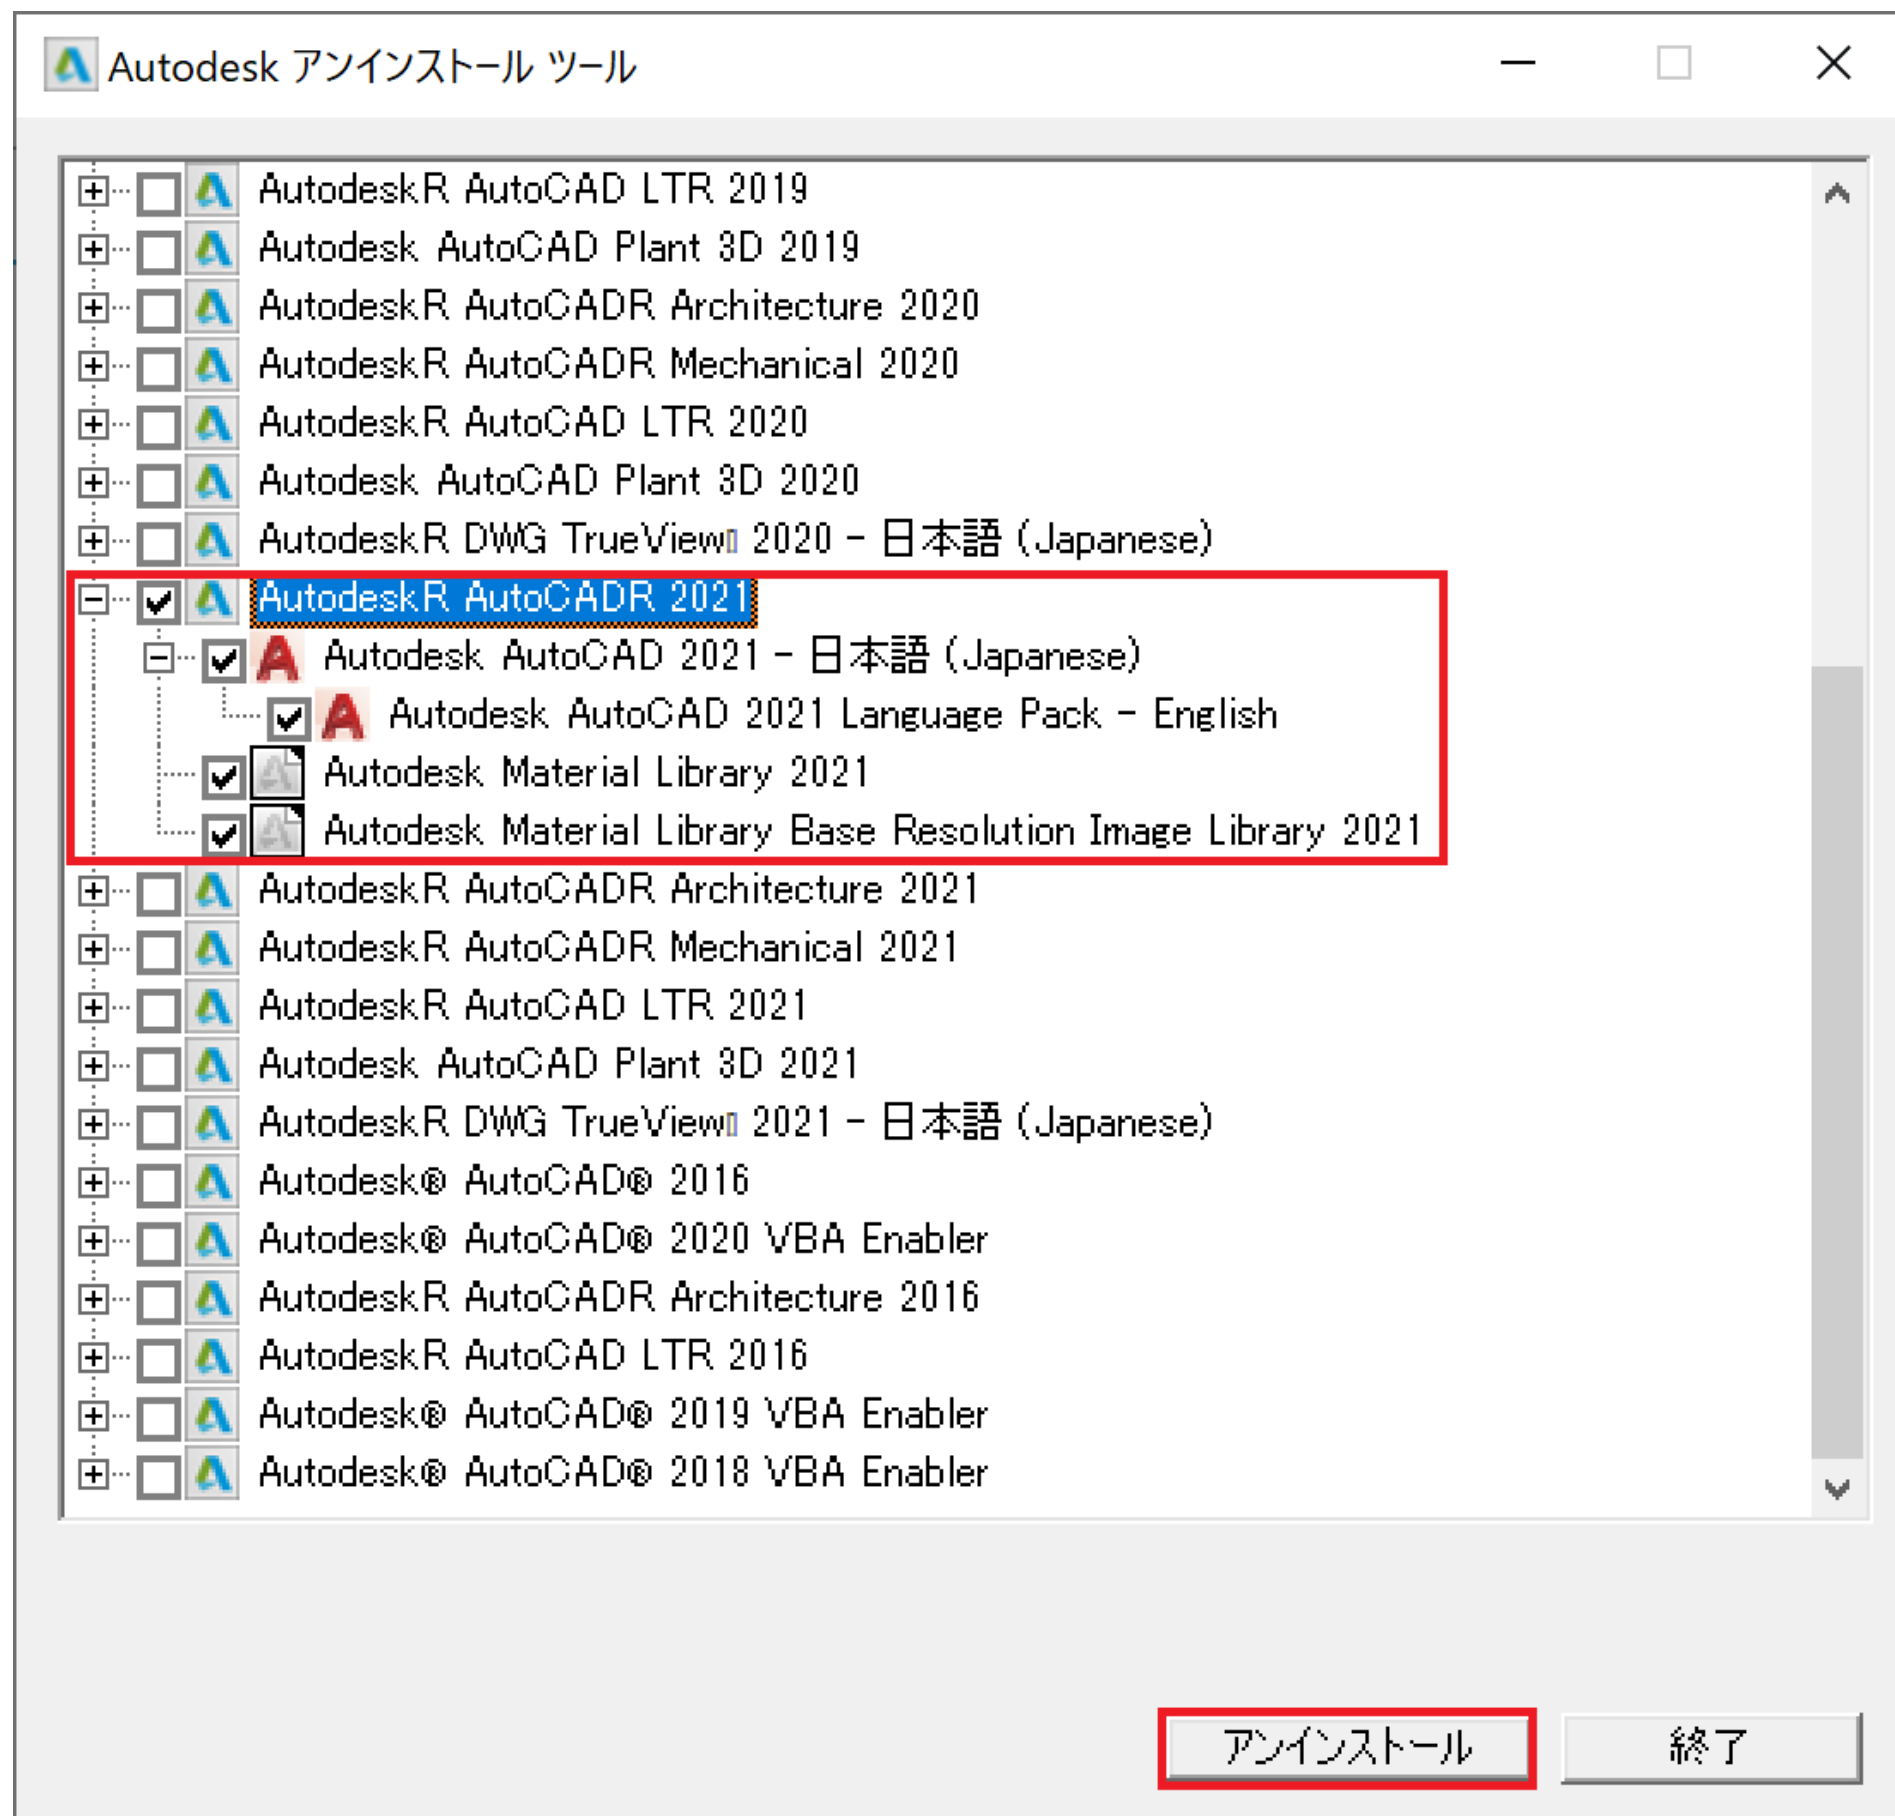 Autodesk アンインストール ツール
AutodeskR AutoCAD LTR 2019
Autodesk AutoCAD Plant 3D 2019
AutodeskR AutoCADR Architecture 2020
AutodeskR AutoCADR Mechanical 2020
AutodeskR AutoCAD LTR 2020
Autodesk AutoCAD Plant 3D 2020
AutodeskR DWG TrueView 2020 - 日本語 (Japanese)
AutodeskR AutoCADR 2021
Autodesk AutoCAD 2021 - 日本語 (Japanese)
Autodesk AutoCAD 2021 Language Pack - English
Autodesk Material Library 2021
Autodesk Material Library Base Resolution Image Library 2021
AutodeskR AutoCADR Architecture 2021
AutodeskR AutoCADR Mechanical 2021
AutodeskR AutoCAD LTR 2021
Autodesk AutoCAD Plant 3D 2021
AutodeskR DWG TrueView 2021 - 日本語 (Japanese)
Autodesk® AutoCAD® 2016
Autodesk® AutoCAD® 2020 VBA Enabler
AutodeskR AutoCADR Architecture 2016
AutodeskR AutoCAD LTR 2016
Autodesk® AutoCAD® 2019 VBA Enabler
Autodesk® AutoCAD® 2018 VBA Enabler
アンインストール
終了